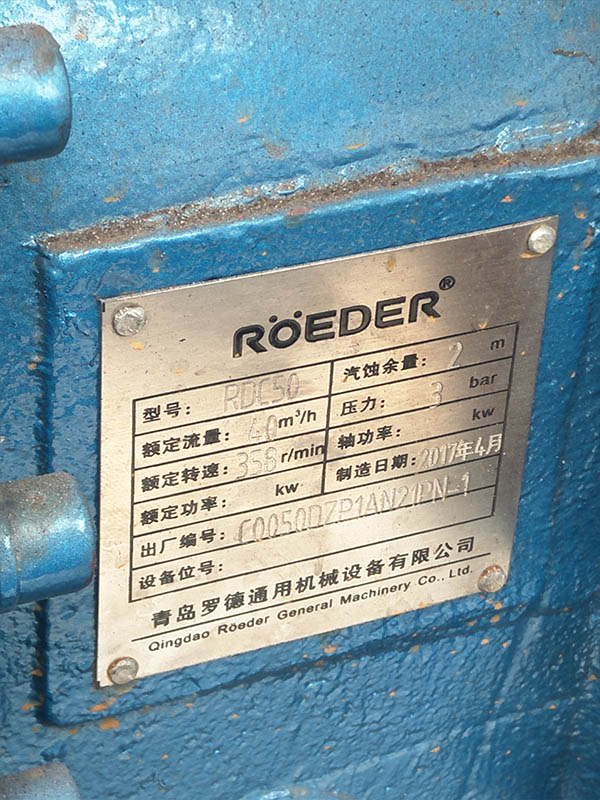 RÖEDER®
型号: RDC50 汽蚀余量: 2 m
额定流量: 40 m³/h 压力: 3 bar
额定转速: 358 r/min 轴功率: kw
额定功率: kw 制造日期: 2017年4月
出厂编号: C0050DZP1AN21PN-1
设备位号:
青岛罗德通用机械设备有限公司
Qingdao Röeder General Machinery Co., Ltd.